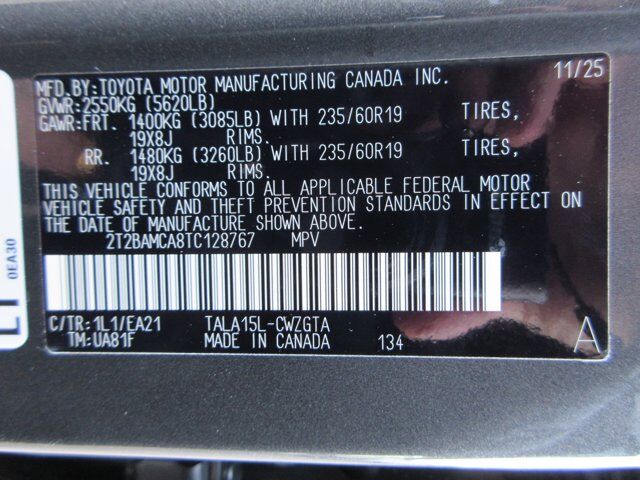 MFD.BY:TOYOTA MOTOR MANUFACTURING CANADA INC. 11/25
GVWR:2550KG (5620LB)
GAWR:FRT. 1400KG (3085LB) WITH 235/60R19 TIRES,
19X8J RIMS.
RR. 1480KG (3260LB) WITH 235/60R19 TIRES,
19X8J RIMS.
THIS VEHICLE CONFORMS TO ALL APPLICABLE FEDERAL MOTOR
VEHICLE SAFETY AND THEFT PREVENTION STANDARDS IN EFFECT ON
THE DATE OF MANUFACTURE SHOWN ABOVE.
2T2BAMCA8TC128767 MPV
C/TR:1L1/EA21 TALA15L-CWZGTA
TM:UA81F MADE IN CANADA 134 A
0EA30